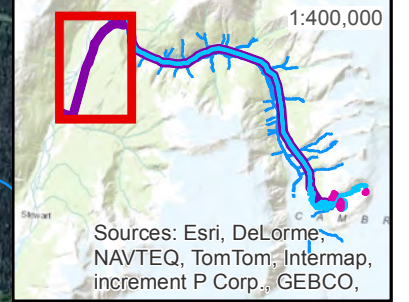 1:400,000
Stewart
C A M B R
Sources: Esri, DeLorme,
NAVTEQ, TomTom, Intermap,
increment P Corp., GEBCO,